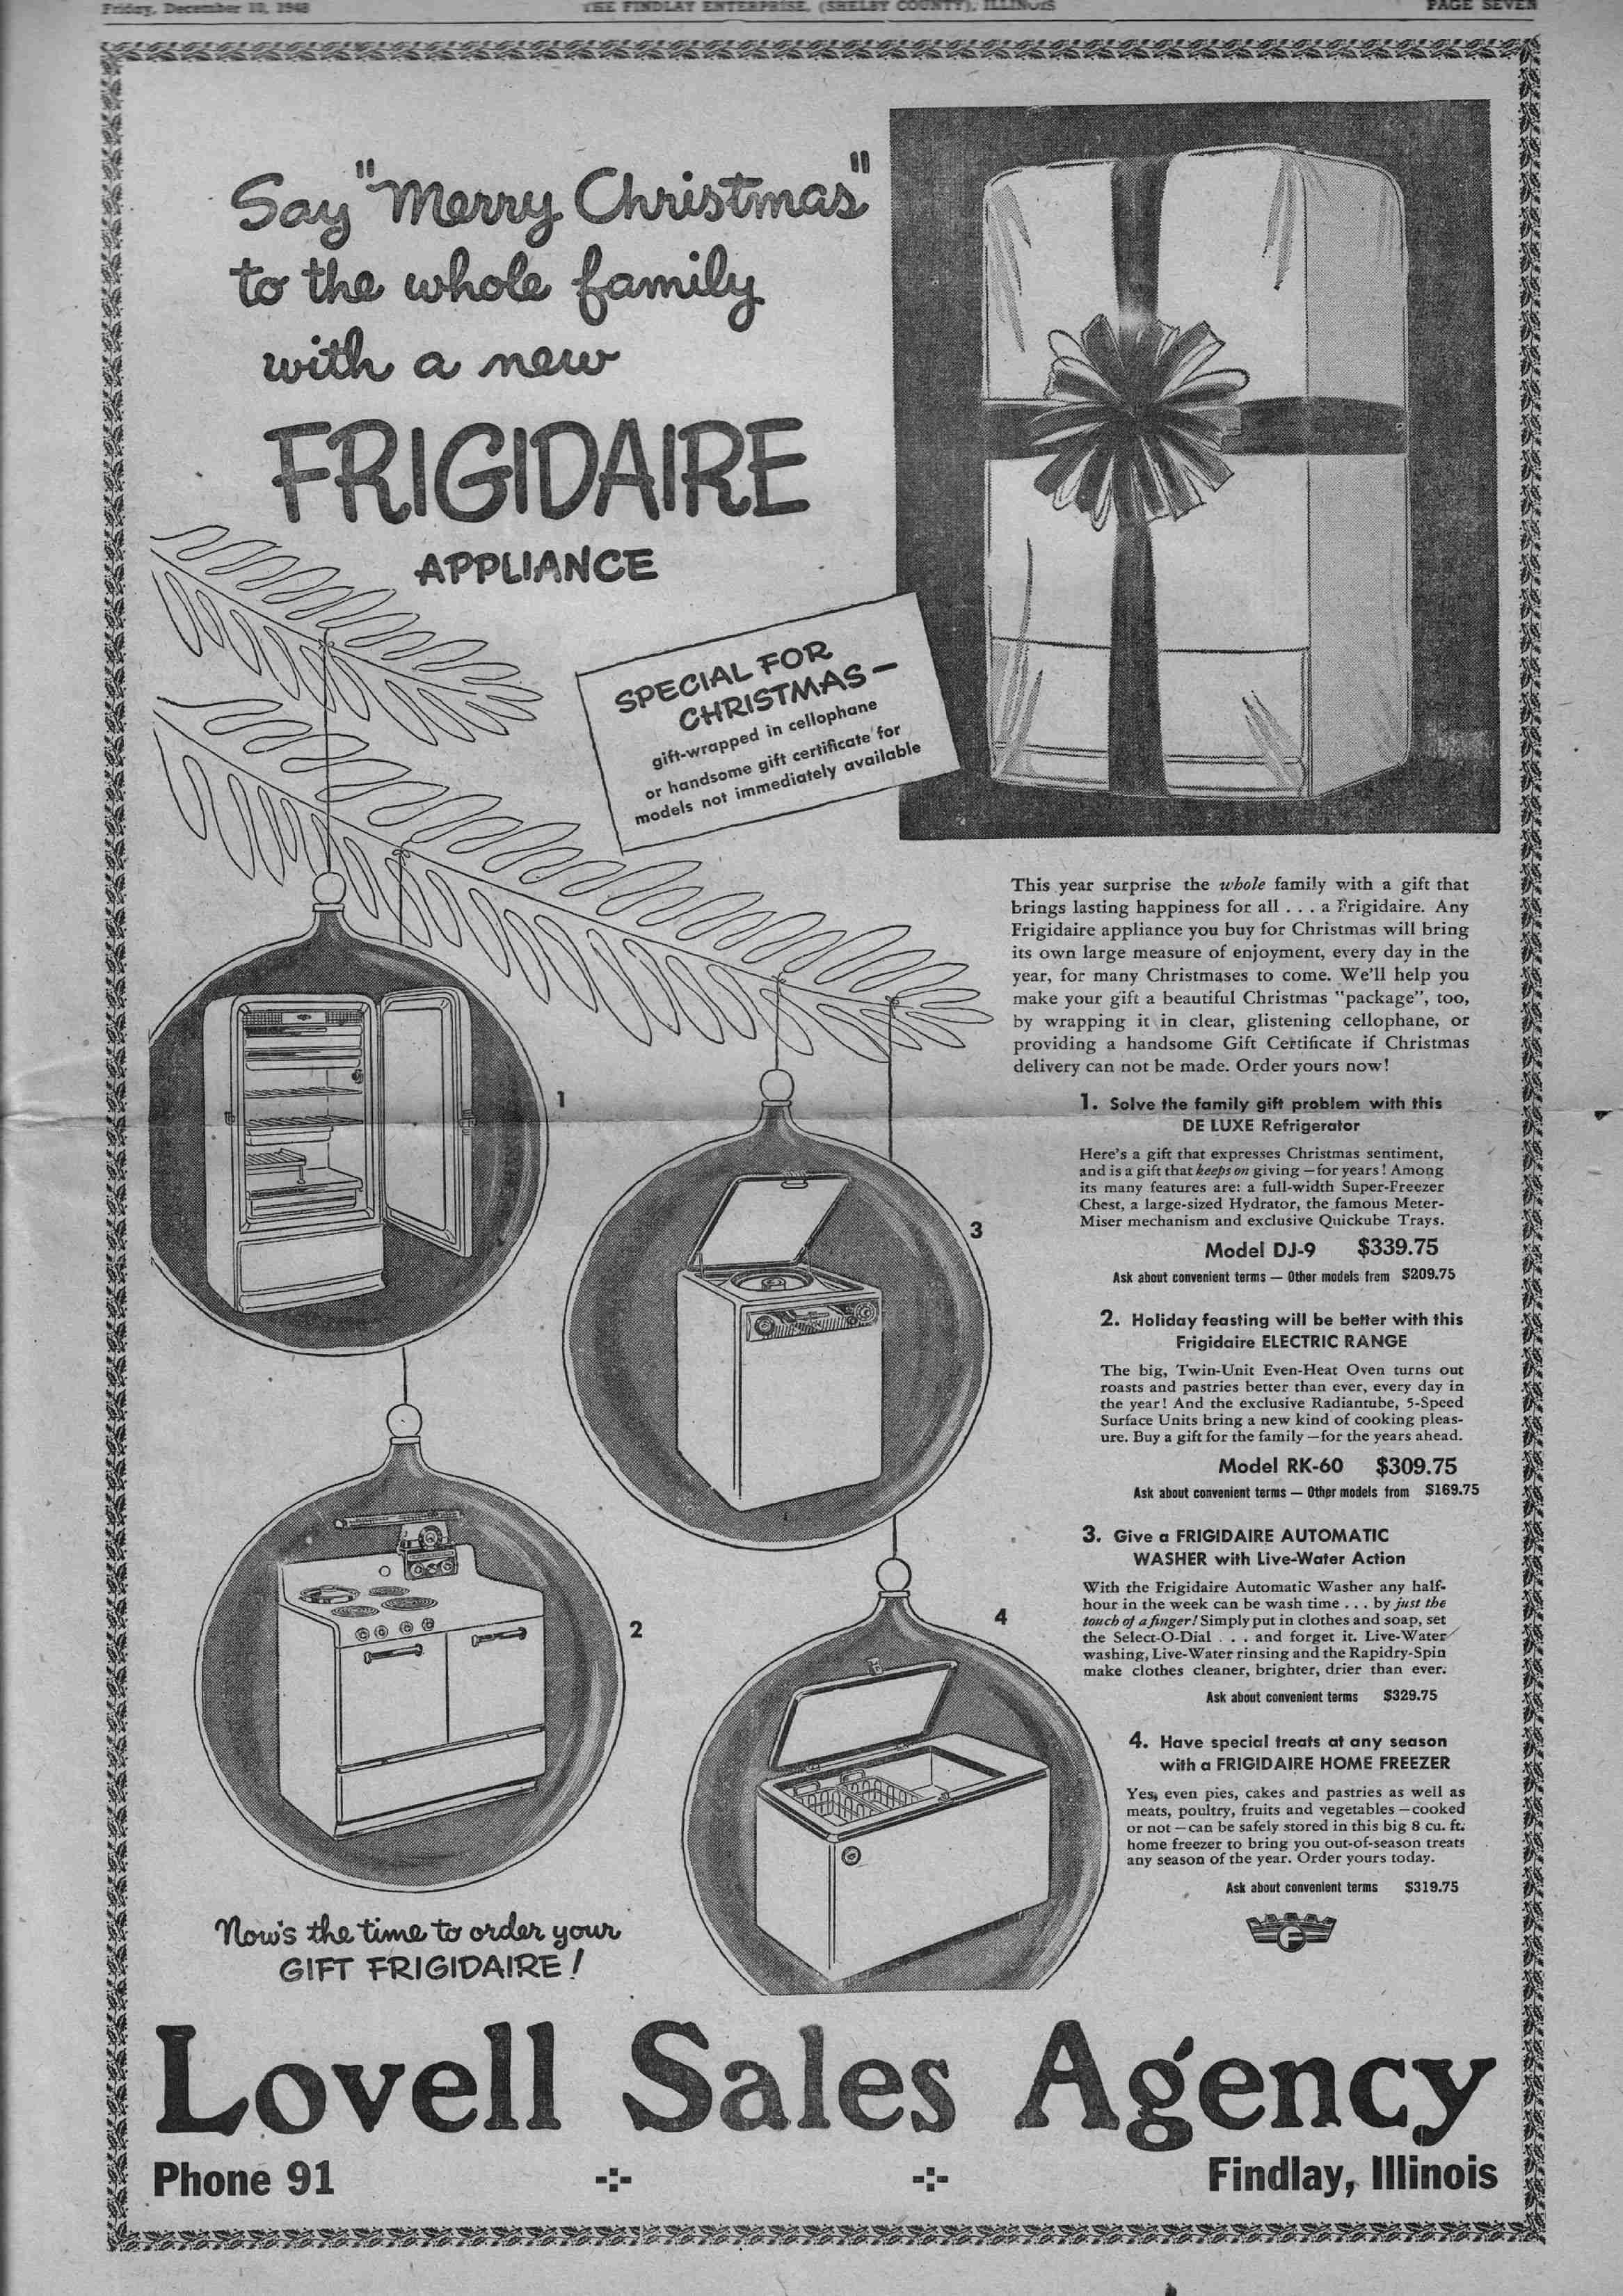 Friday, December 10, 1948
THE FINDLAY ENTERPRISE, (SHELBY COUNTY), ILLINOIS
PAGE SEVEN
Say "Merry Christmas"
to the whole family
with a new
FRIGIDAIRE
APPLIANCE
SPECIAL FOR
CHRISTMAS—
gift-wrapped in cellophane
or handsome gift certificate for
models not immediately available
This year surprise the whole family with a gift that
brings lasting happiness for all . . . a Frigidaire. Any
Frigidaire appliance you buy for Christmas will bring
its own large measure of enjoyment, every day in the
year, for many Christmases to come. We'll help you
make your gift a beautiful Christmas "package", too,
by wrapping it in clear, glistening cellophane, or
providing a handsome Gift Certificate if Christmas
delivery can not be made. Order yours now!
1
3
2
4
1. Solve the family gift problem with this
DE LUXE Refrigerator
Here's a gift that expresses Christmas sentiment,
and is a gift that keeps on giving — for years! Among
its many features are: a full-width Super-Freezer
Chest, a large-sized Hydrator, the famous Meter-
Miser mechanism and exclusive Quickube Trays.
Model DJ-9 $339.75
Ask about convenient terms — Other models from $209.75
2. Holiday feasting will be better with this
Frigidaire ELECTRIC RANGE
The big, Twin-Unit Even-Heat Oven turns out
roasts and pastries better than ever, every day in
the year! And the exclusive Radiantube, 5-Speed
Surface Units bring a new kind of cooking pleas-
ure. Buy a gift for the family — for the years ahead.
Model RK-60 $309.75
Ask about convenient terms — Other models from $169.75
3. Give a FRIGIDAIRE AUTOMATIC
WASHER with Live-Water Action
With the Frigidaire Automatic Washer any half-
hour in the week can be wash time . . . by just the
touch of a finger! Simply put in clothes and soap, set
the Select-O-Dial . . . and forget it. Live-Water
washing, Live-Water rinsing and the Rapidry-Spin
make clothes cleaner, brighter, drier than ever.
Ask about convenient terms $329.75
4. Have special treats at any season
with a FRIGIDAIRE HOME FREEZER
Yes, even pies, cakes and pastries as well as
meats, poultry, fruits and vegetables — cooked
or not — can be safely stored in this big 8 cu. ft.
home freezer to bring you out-of-season treats
any season of the year. Order yours today.
Ask about convenient terms $319.75
F
Now's the time to order your
GIFT FRIGIDAIRE!
Lovell Sales Agency
Phone 91
Findlay, Illinois